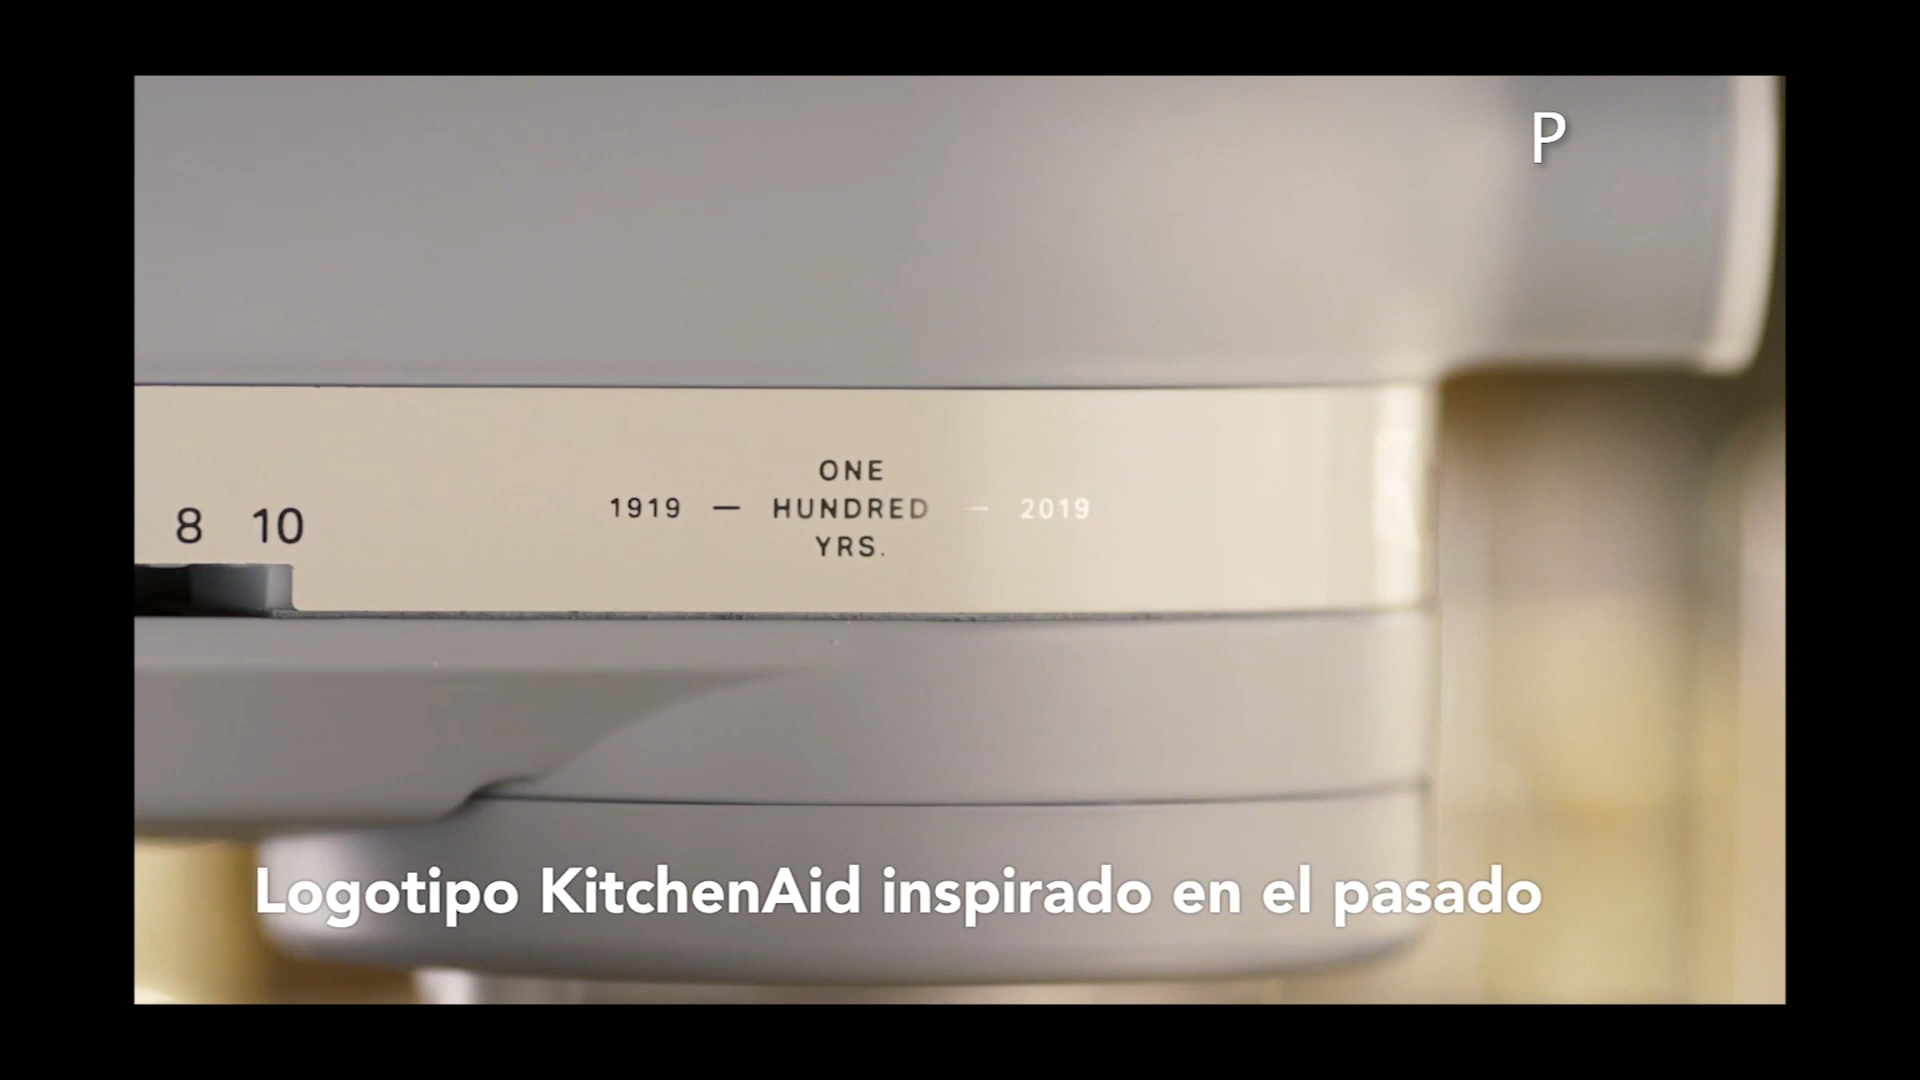 P
ONE
1919 — HUNDRED — 2019
YRS.
8 10
Logotipo KitchenAid inspirado en el pasado